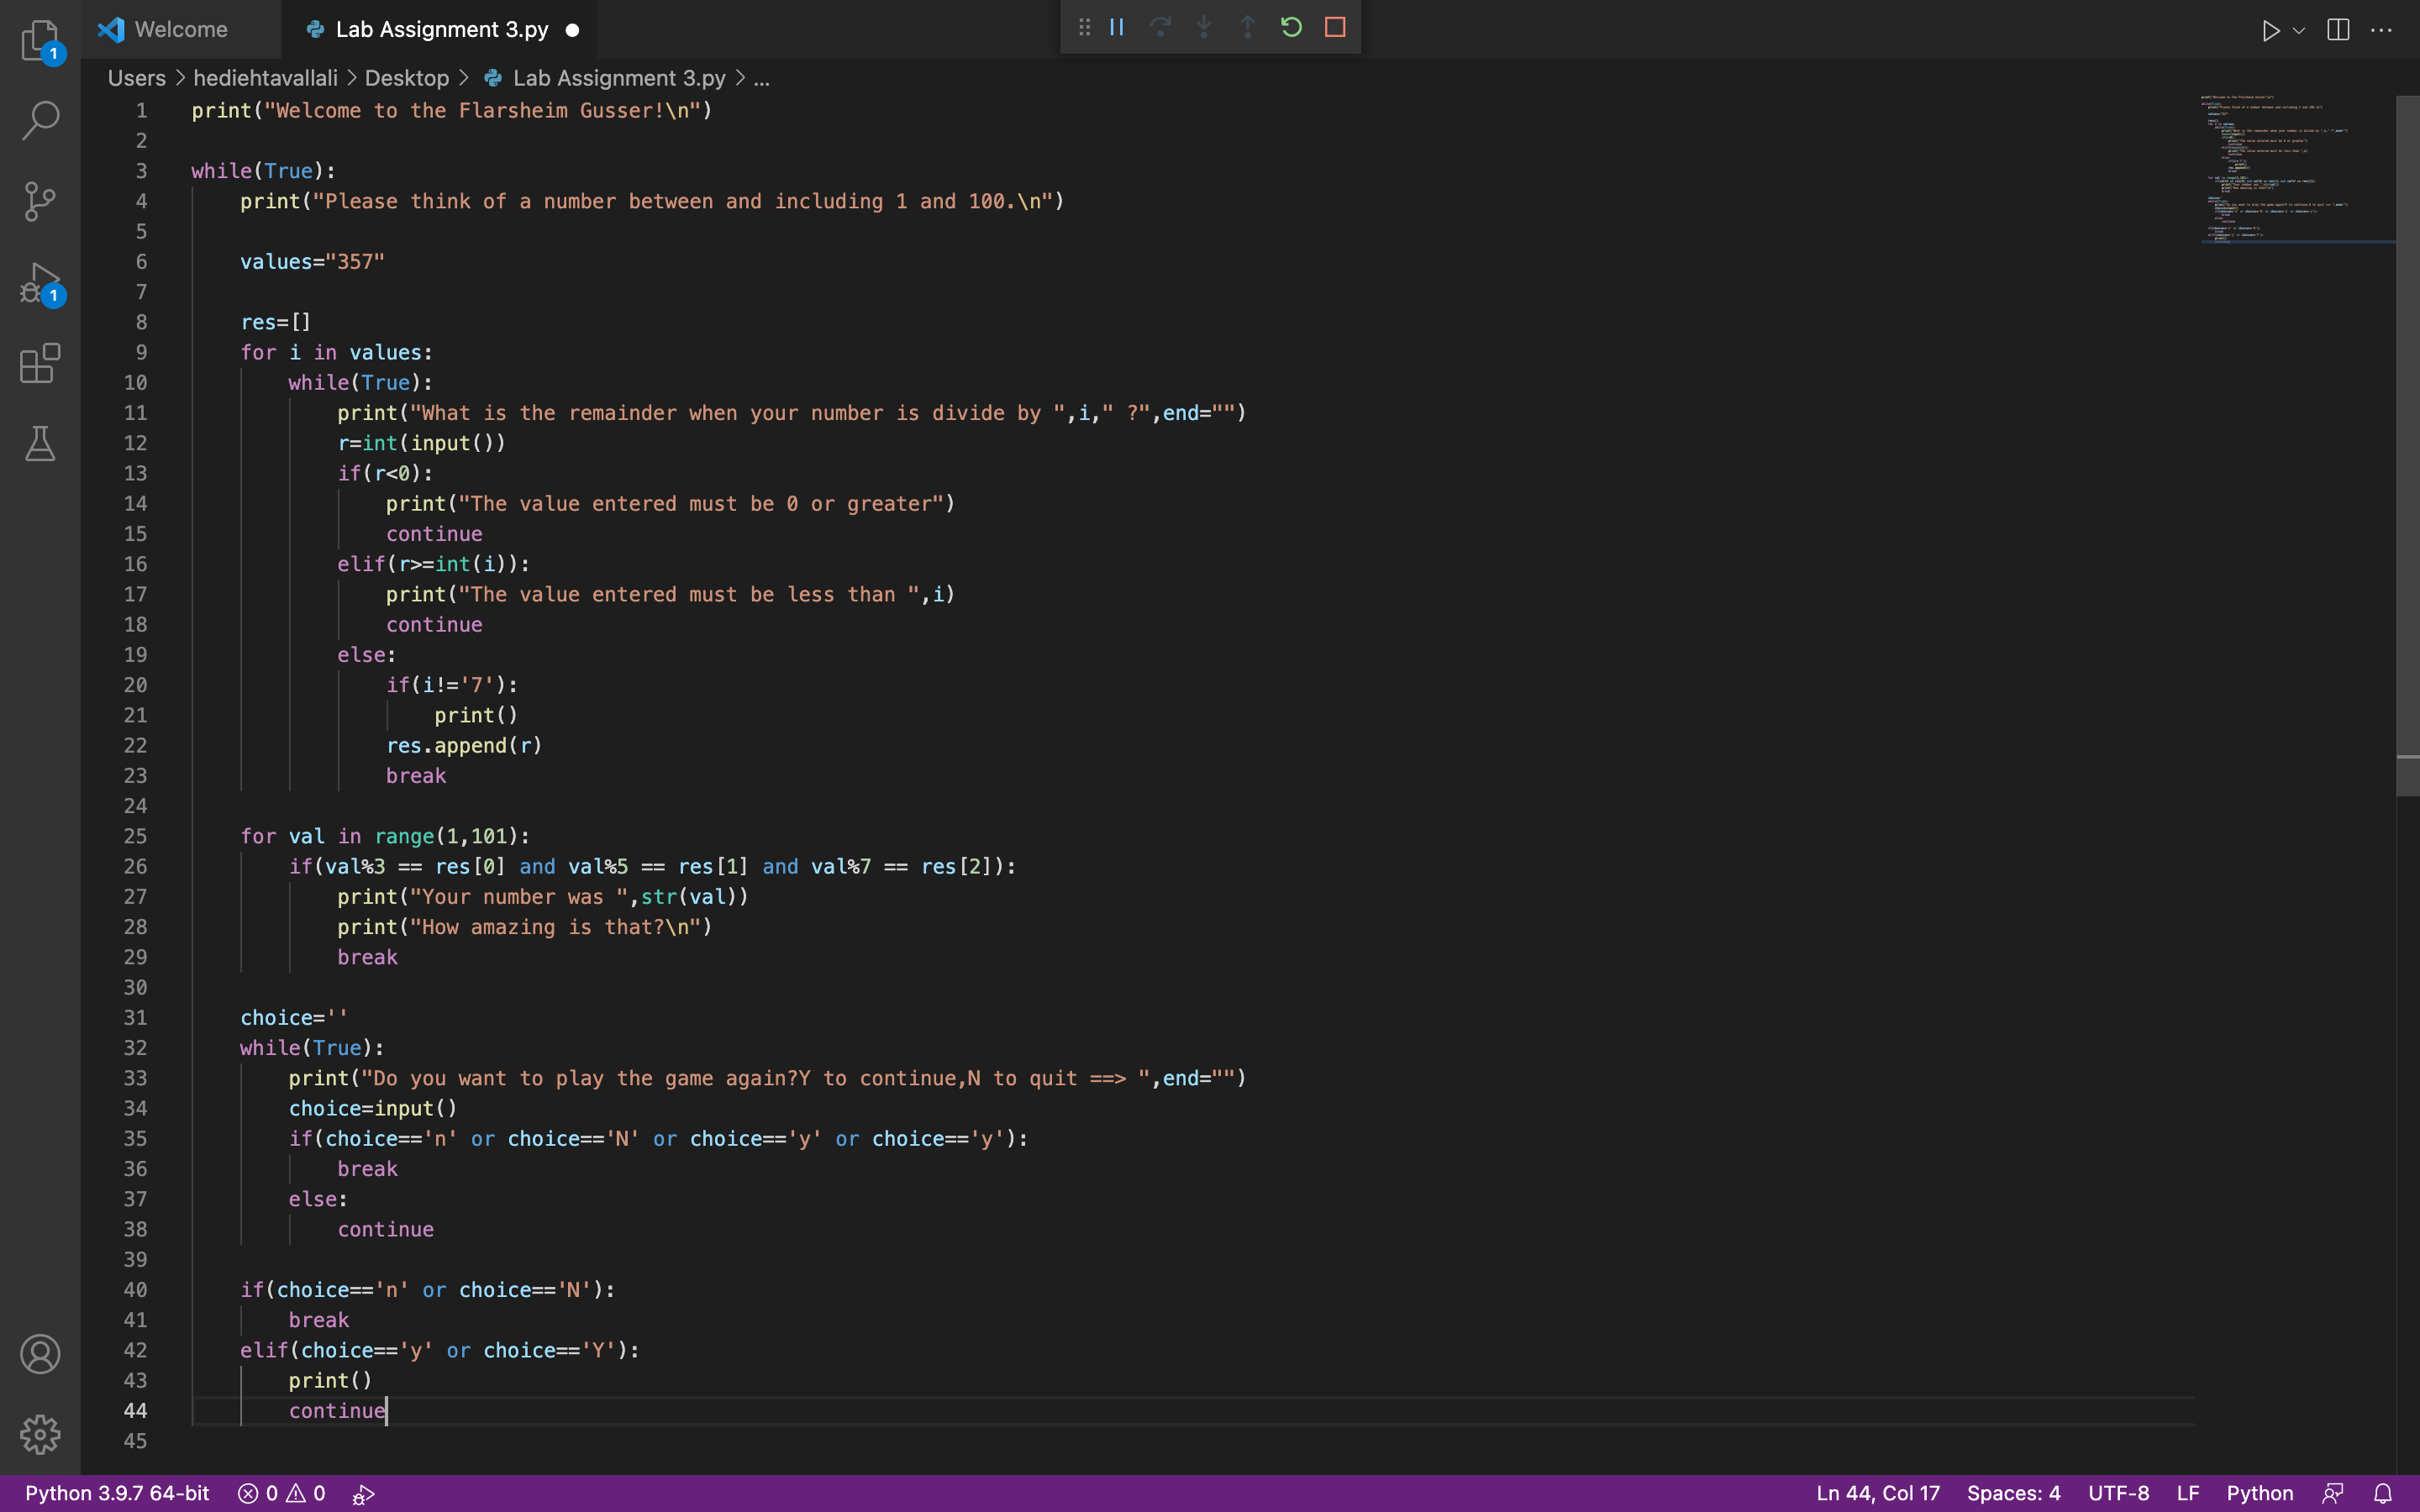 Welcome
Lab Assignment 3.py
Users > hediehtavallali > Desktop > Lab Assignment 3.py > ...
1
1
1 print("Welcome to the Flarsheim Gusser!\n")
2
3 while(True):
4     print("Please think of a number between and including 1 and 100.\n")
5
6     values="357"
7
8     res=[]
9     for i in values:
10         while(True):
11             print("What is the remainder when your number is divide by ",i," ?",end="")
12             r=int(input())
13             if(r<0):
14                 print("The value entered must be 0 or greater")
15                 continue
16             elif(r>=int(i)):
17                 print("The value entered must be less than ",i)
18                 continue
19             else:
20                 if(i!='7'):
21                     print()
22                 res.append(r)
23                 break
24
25     for val in range(1,101):
26         if(val%3 == res[0] and val%5 == res[1] and val%7 == res[2]):
27             print("Your number was ",str(val))
28             print("How amazing is that?\n")
29             break
30
31     choice=''
32     while(True):
33         print("Do you want to play the game again?Y to continue,N to quit ==> ",end="")
34         choice=input()
35         if(choice=='n' or choice=='N' or choice=='y' or choice=='y'):
36             break
37         else:
38             continue
39
40     if(choice=='n' or choice=='N'):
41         break
42     elif(choice=='y' or choice=='Y'):
43         print()
44         continue
45
Python 3.9.7 64-bit 0 0 Ln 44, Col 17 Spaces: 4 UTF-8 LF Python